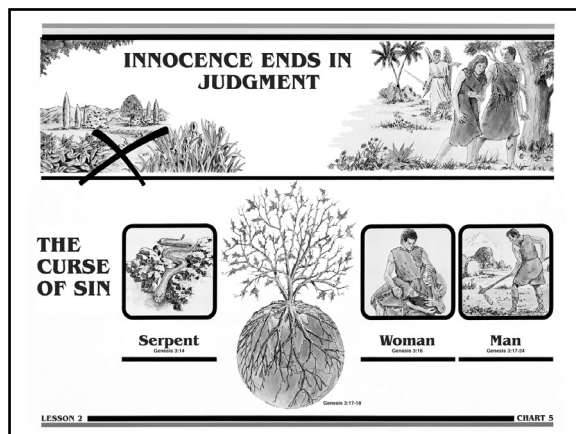 INNOCENCE ENDS IN
JUDGMENT
THE
CURSE
OF SIN
Serpent
Genesis 3:14
Woman
Genesis 3:16
Man
Genesis 3:17-24
Genesis 3:17-18
LESSON 2
CHART 5